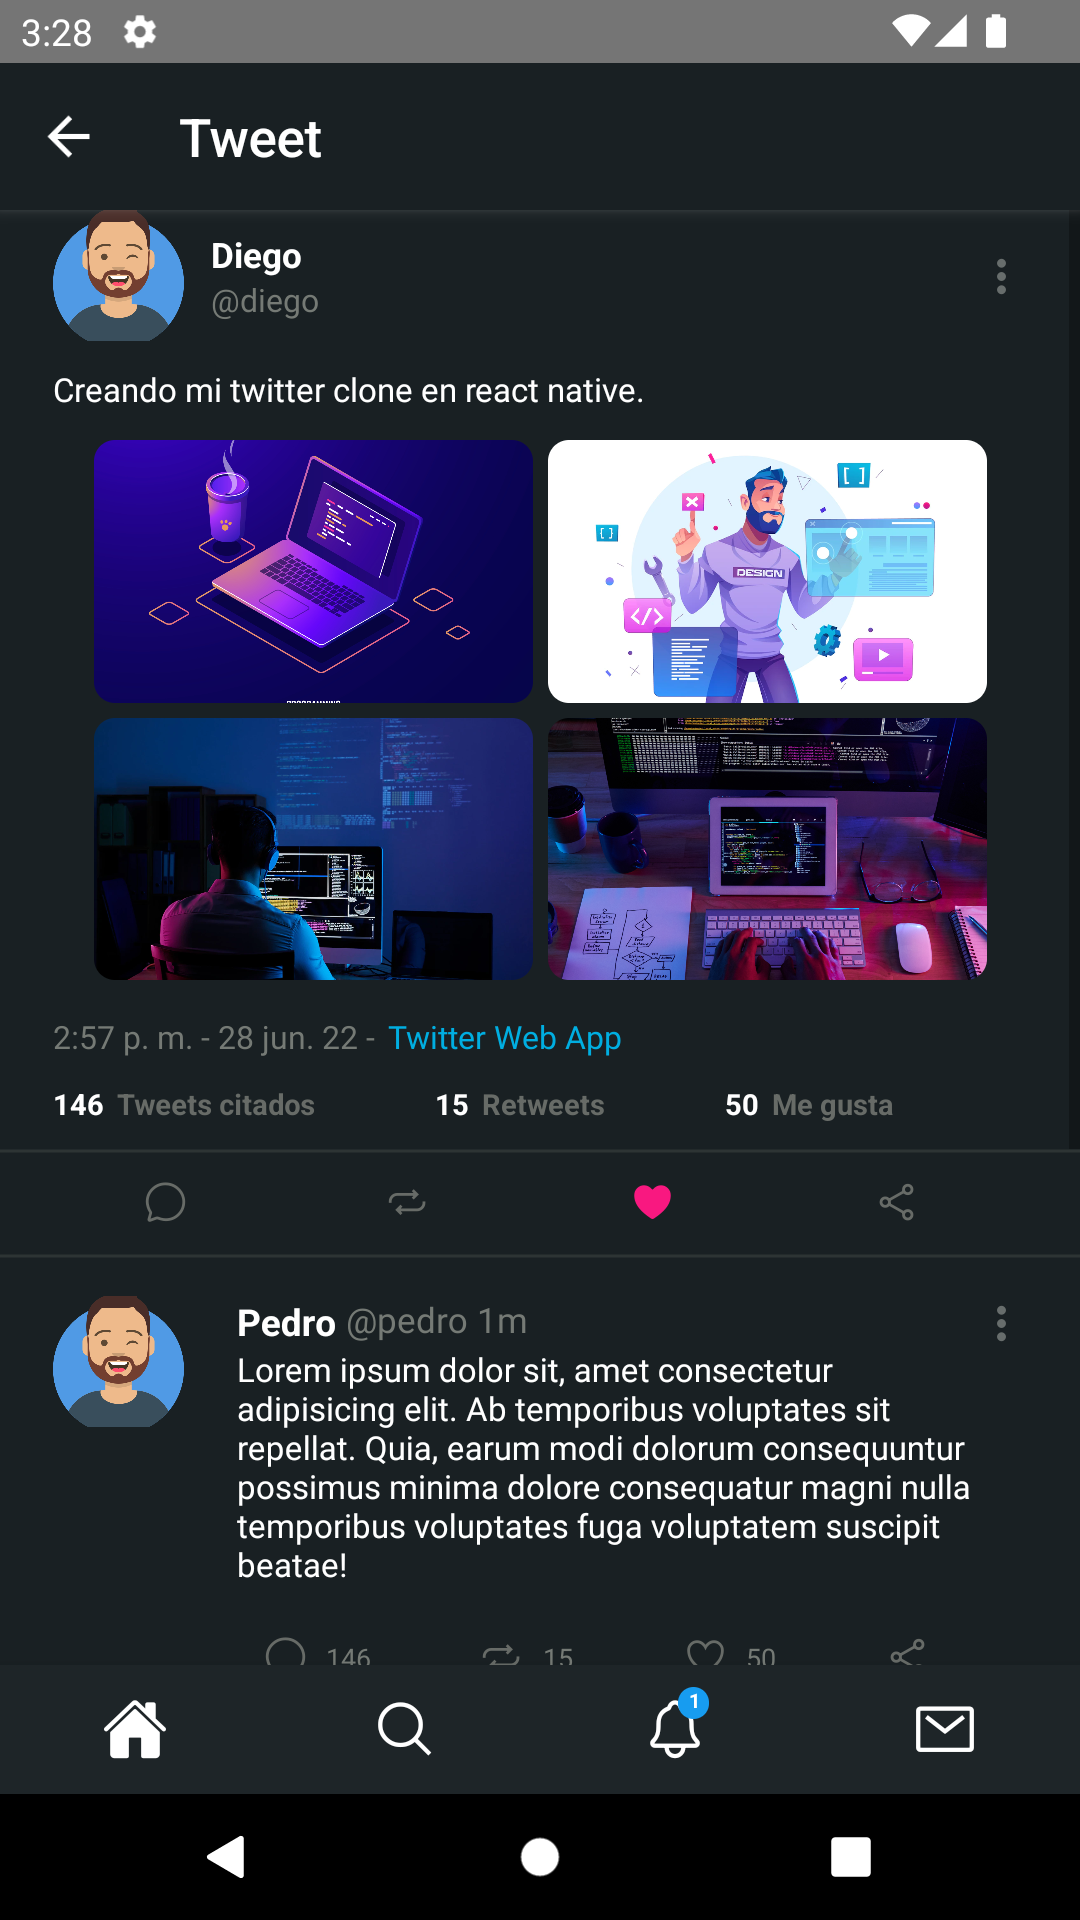 3:28
Tweet
Diego
@diego
Creando mi twitter clone en react native.
[ ]
[ ]
DESIGN
</>
2:57 p. m. - 28 jun. 22 - Twitter Web App
146 Tweets citados 15 Retweets 50 Me gusta
Pedro @pedro 1m
Lorem ipsum dolor sit, amet consectetur
adipisicing elit. Ab temporibus voluptates sit
repellat. Quia, earum modi dolorum consequuntur
possimus minima dolore consequatur magni nulla
temporibus voluptates fuga voluptatem suscipit
beatae!
146 15 50
1